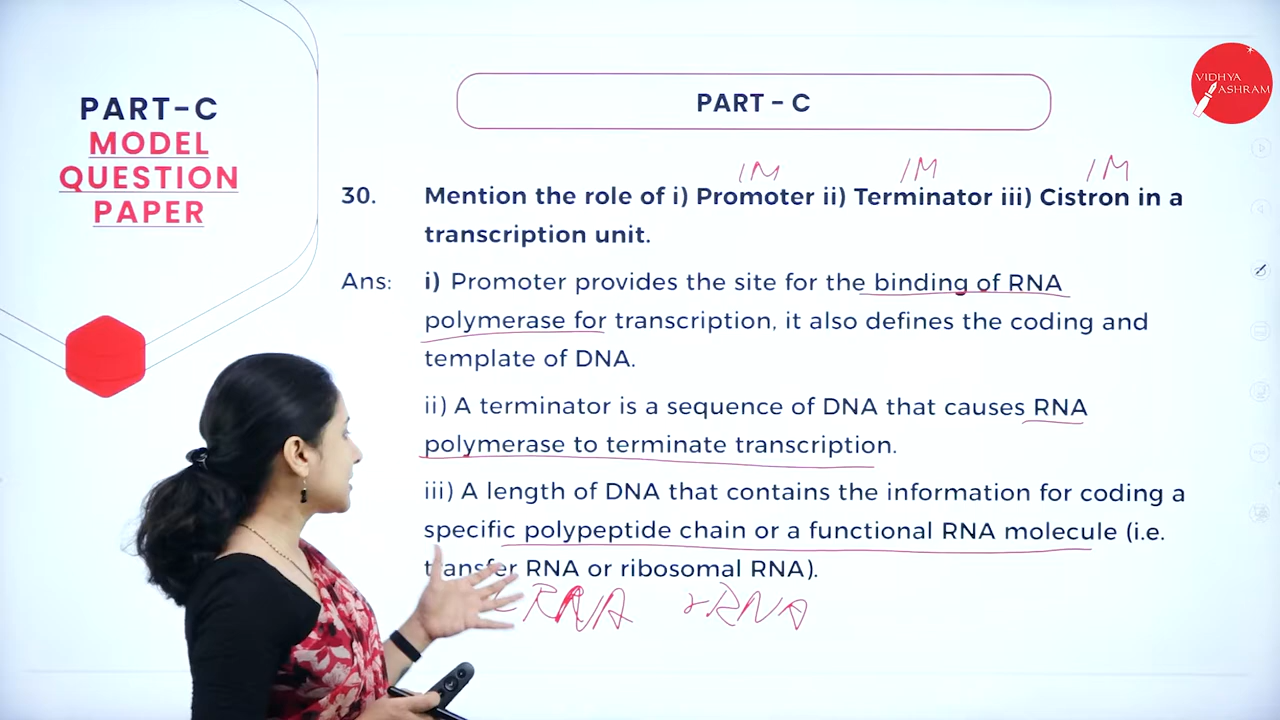 PART-C
MODEL
QUESTION
PAPER
PART - C
VIDHYA
ASHRAM
1M 1M 1M
30. Mention the role of i) Promoter ii) Terminator iii) Cistron in a
transcription unit.
Ans: i) Promoter provides the site for the binding of RNA
polymerase for transcription, it also defines the coding and
template of DNA.
ii) A terminator is a sequence of DNA that causes RNA
polymerase to terminate transcription.
iii) A length of DNA that contains the information for coding a
specific polypeptide chain or a functional RNA molecule (i.e.
transfer RNA or ribosomal RNA).
RNA rRNA